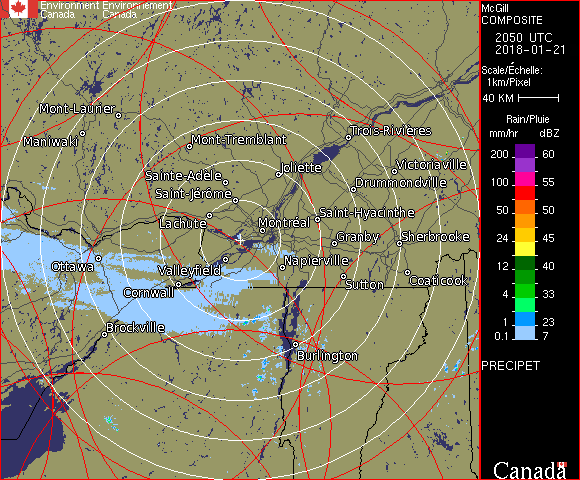 Environment Environnement
Canada Canada
McGill
COMPOSITE
2050 UTC
2018-01-21
Scale/Échelle:
1km/Pixel
40 KM
Rain/Pluie
mm/hr dBZ
200 60
100 55
50 50
24 45
12 40
4 33
2 28
1 23
0.1 7
PRECIPET
Canada
Mont-Laurier
Maniwaki
Mont-Tremblant
Trois-Rivières
Joliette
Victoriaville
Sainte-Adèle
Drummondville
Saint-Jérôme
Lachute
Saint-Hyacinthe
Montréal
Granby
Sherbrooke
Ottawa
Valleyfield
Napierville
Cornwall
Sutton
Coaticook
Brockville
Burlington